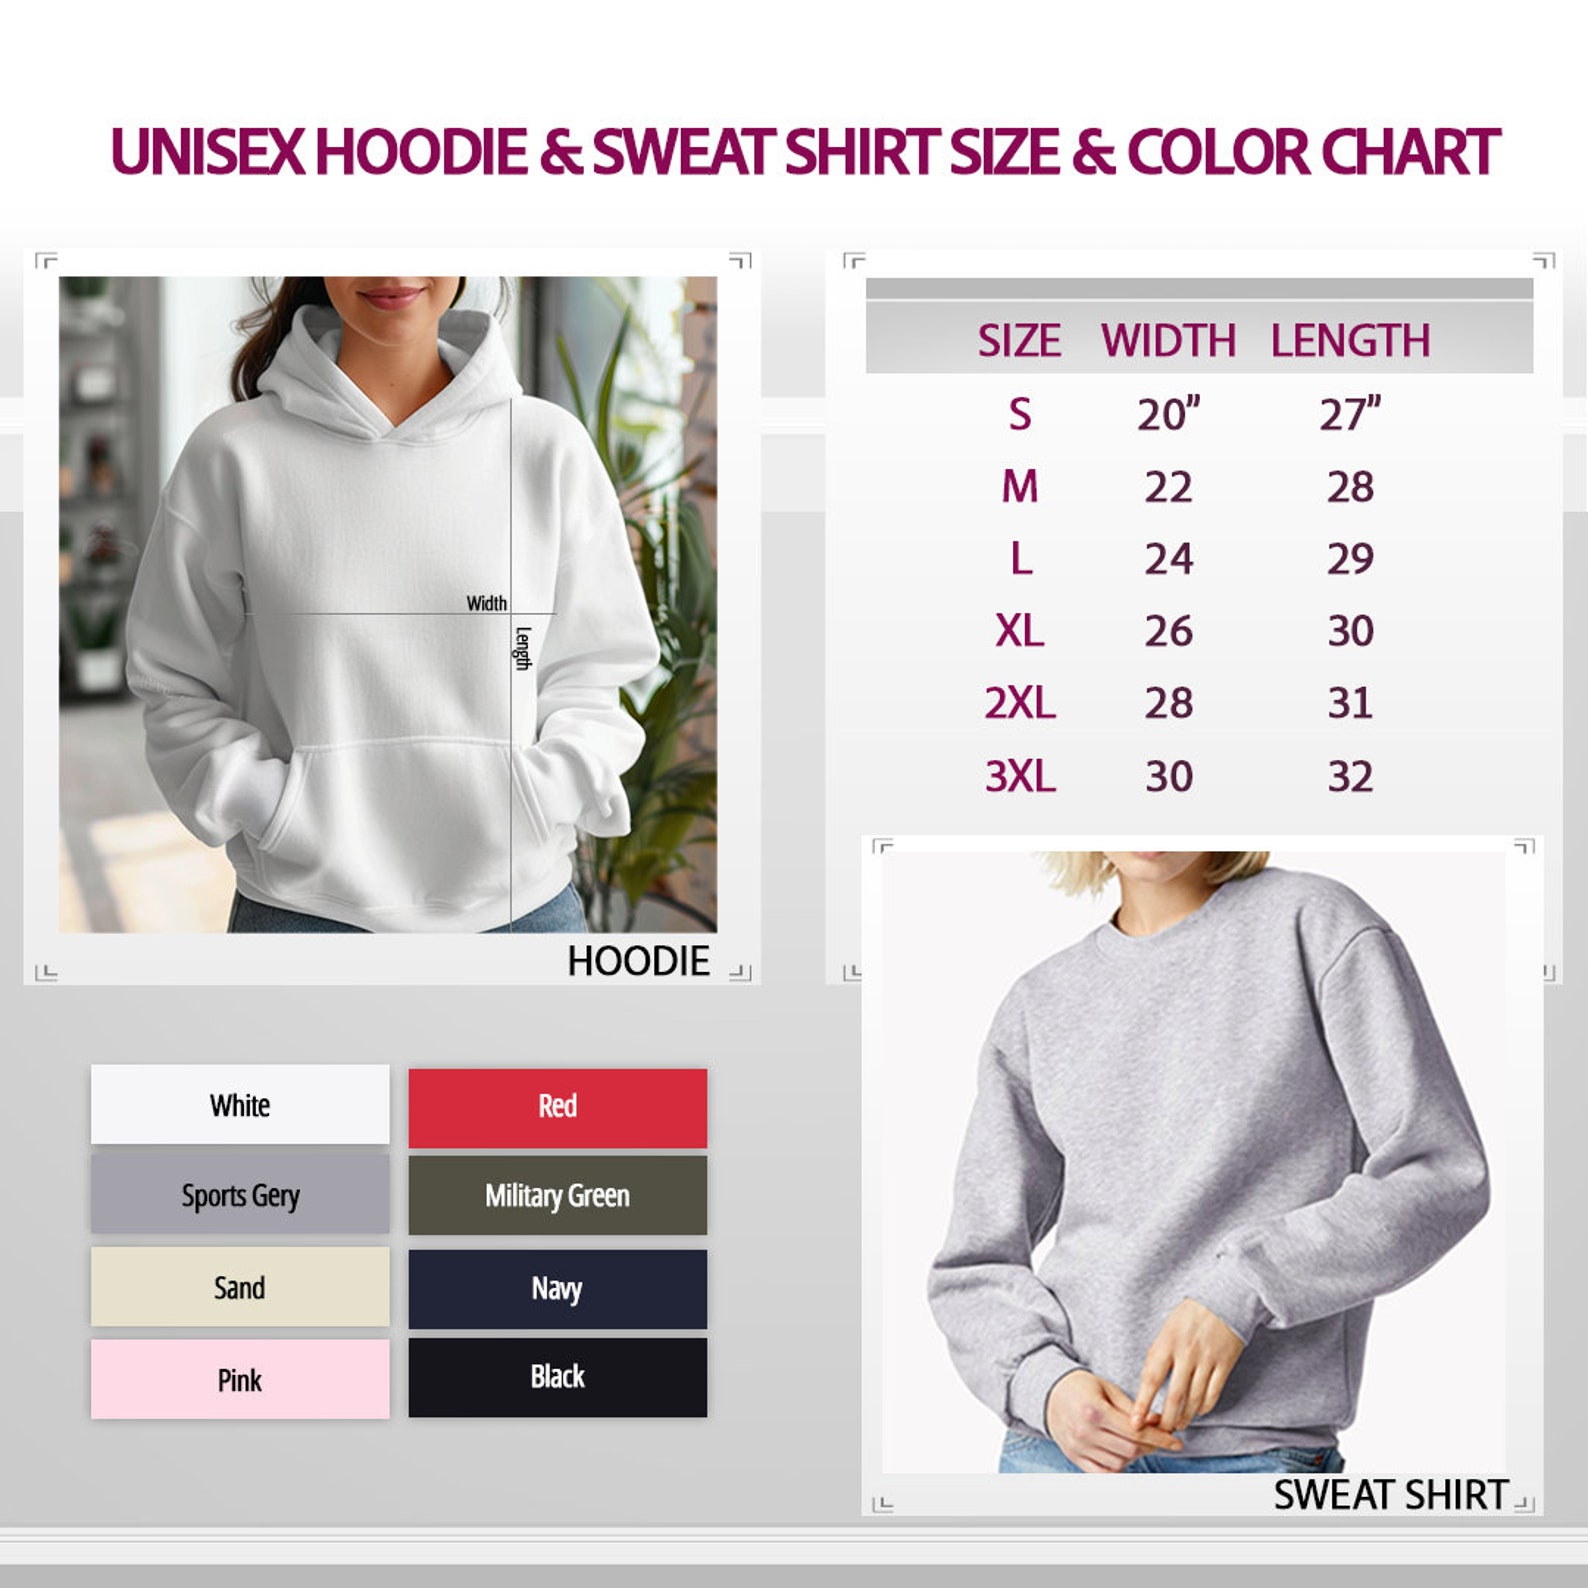 UNISEX HOODIE & SWEAT SHIRT SIZE & COLOR CHART
Width
Length
HOODIE
SIZE WIDTH LENGTH
S 20” 27”
M 22 28
L 24 29
XL 26 30
2XL 28 31
3XL 30 32
White
Red
Sports Gery
Military Green
Sand
Navy
Pink
Black
SWEAT SHIRT